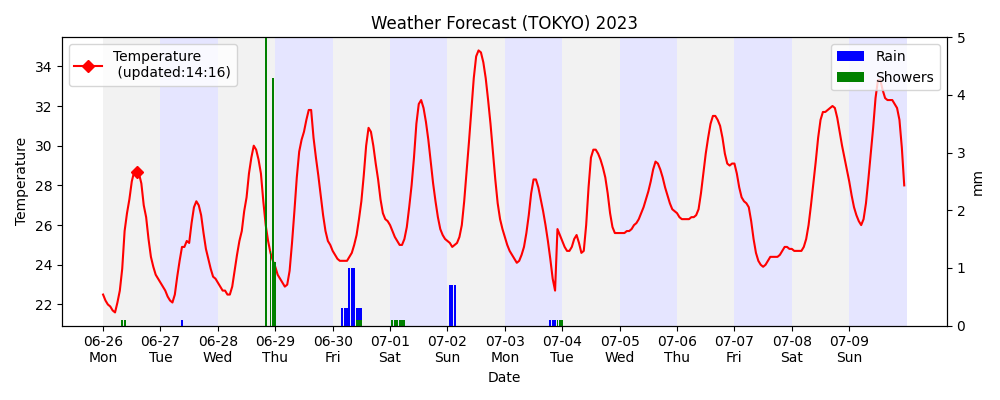 Weather Forecast (TOKYO) 2023
Temperature
(updated:14:16)
Rain
Showers
Temperature
34
32
30
28
26
24
22
5
4
3
2
1
0
mm
06-26 06-27 06-28 06-29 06-30 07-01 07-02 07-03 07-04 07-05 07-06 07-07 07-08 07-09
Mon Tue Wed Thu Fri Sat Sun Mon Tue Wed Thu Fri Sat Sun
Date